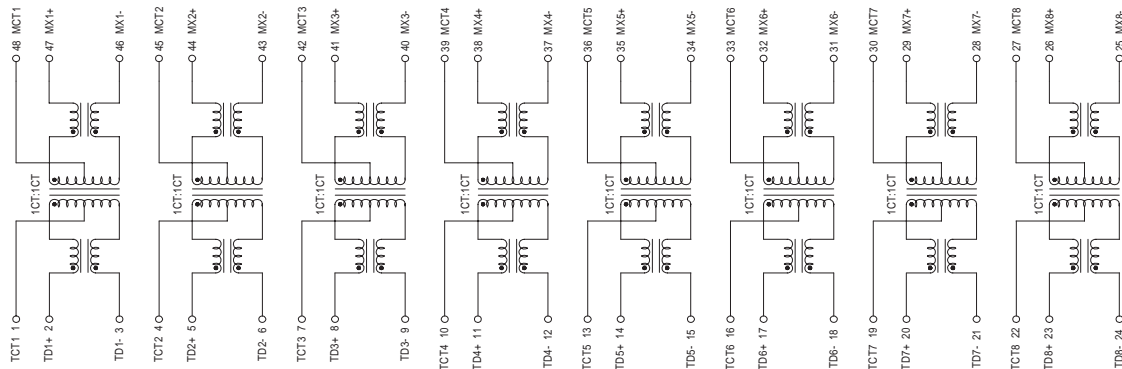 48 MCT1
47 MX1+
46 MX1-
45 MCT2
44 MX2+
43 MX2-
42 MCT3
41 MX3+
40 MX3-
39 MCT4
38 MX4+
37 MX4-
36 MCT5
35 MX5+
34 MX5-
33 MCT6
32 MX6+
31 MX6-
30 MCT7
29 MX7+
28 MX7-
27 MCT8
26 MX8+
25 MX8-
1CT:1CT
1CT:1CT
1CT:1CT
1CT:1CT
1CT:1CT
1CT:1CT
1CT:1CT
1CT:1CT
TCT1 1
TD1+ 2
TD1- 3
TCT2 4
TD2+ 5
TD2- 6
TCT3 7
TD3+ 8
TD3- 9
TCT4 10
TD4+ 11
TD4- 12
TCT5 13
TD5+ 14
TD5- 15
TCT6 16
TD6+ 17
TD6- 18
TCT7 19
TD7+ 20
TD7- 21
TCT8 22
TD8+ 23
TD8- 24